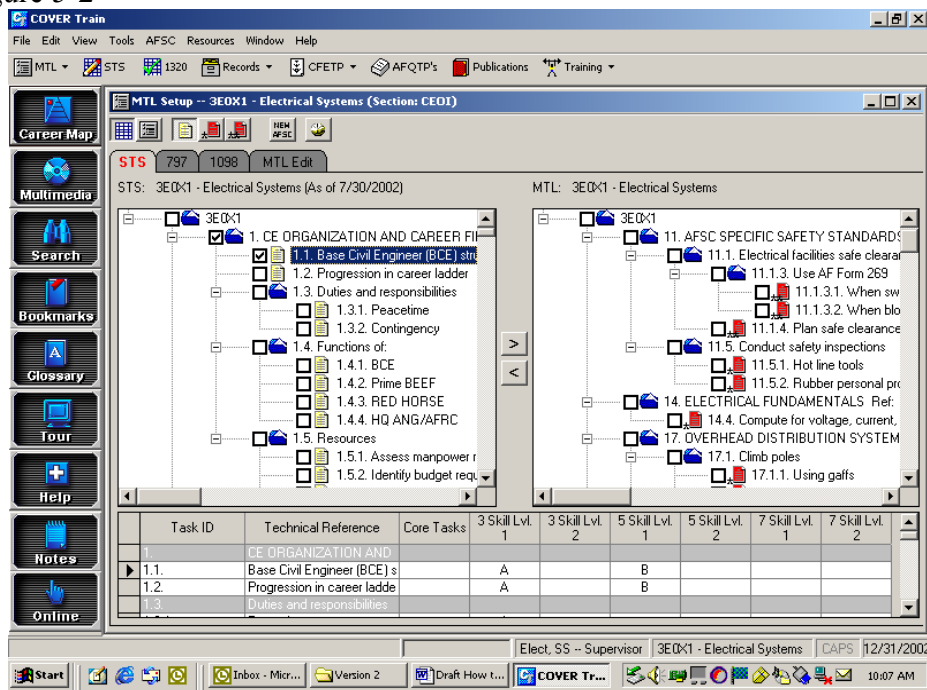 COVER Train
File Edit View Tools AFSC Resources Window Help
MTL STS 1320 Records CFETP AFQTP's Publications Training
Career Map
Multimedia
Search
Bookmarks
Glossary
Tour
Help
Notes
Online
MTL Setup -- 3E0X1 - Electrical Systems (Section: CEOI)
NEW AFSC
STS 797 1098 MTL Edit
STS: 3E0X1 - Electrical Systems (As of 7/30/2002)
3E0X1
1. CE ORGANIZATION AND CAREER
1.1. Base Civil Engineer (BCE)
1.2. Progression in career ladder
1.3. Duties and responsibilities
1.3.1. Peacetime
1.3.2. Contingency
1.4. Functions of:
1.4.1. BCE
1.4.2. Prime BEEF
1.4.3. RED HORSE
1.4.4. HQ ANG/AFRC
1.5. Resources
1.5.1. Assess manpower
1.5.2. Identify budget
>
<
MTL: 3E0X1 - Electrical Systems
3E0X1
11. AFSC SPECIFIC SAFETY STANDARDS
11.1. Electrical facilities safe
11.1.3. Use AF Form 269
11.1.3.1. When sw
11.1.3.2. When blo
11.1.4. Plan safe clearance
11.5. Conduct safety inspections
11.5.1. Hot line tools
11.5.2. Rubber personal
14. ELECTRICAL FUNDAMENTALS Ref:
14.4. Compute for voltage, current,
17. OVERHEAD DISTRIBUTION SYSTEM
17.1. Climb poles
17.1.1. Using gaffs
Task ID Technical Reference Core Tasks 3 Skill Lvl. 1 3 Skill Lvl. 2 5 Skill Lvl. 1 5 Skill Lvl. 2 7 Skill Lvl. 1 7 Skill Lvl. 2
1. CE ORGANIZATION AND
1.1. Base Civil Engineer (BCE) s A B
1.2. Progression in career ladde A B
1.3. Duties and responsibilities
Elect, SS -- Supervisor 3E0X1 - Electrical Systems CAPS 12/31/2002
Start Inbox - Micr... Version 2 Draft How t... COVER Tr... 10:07 AM